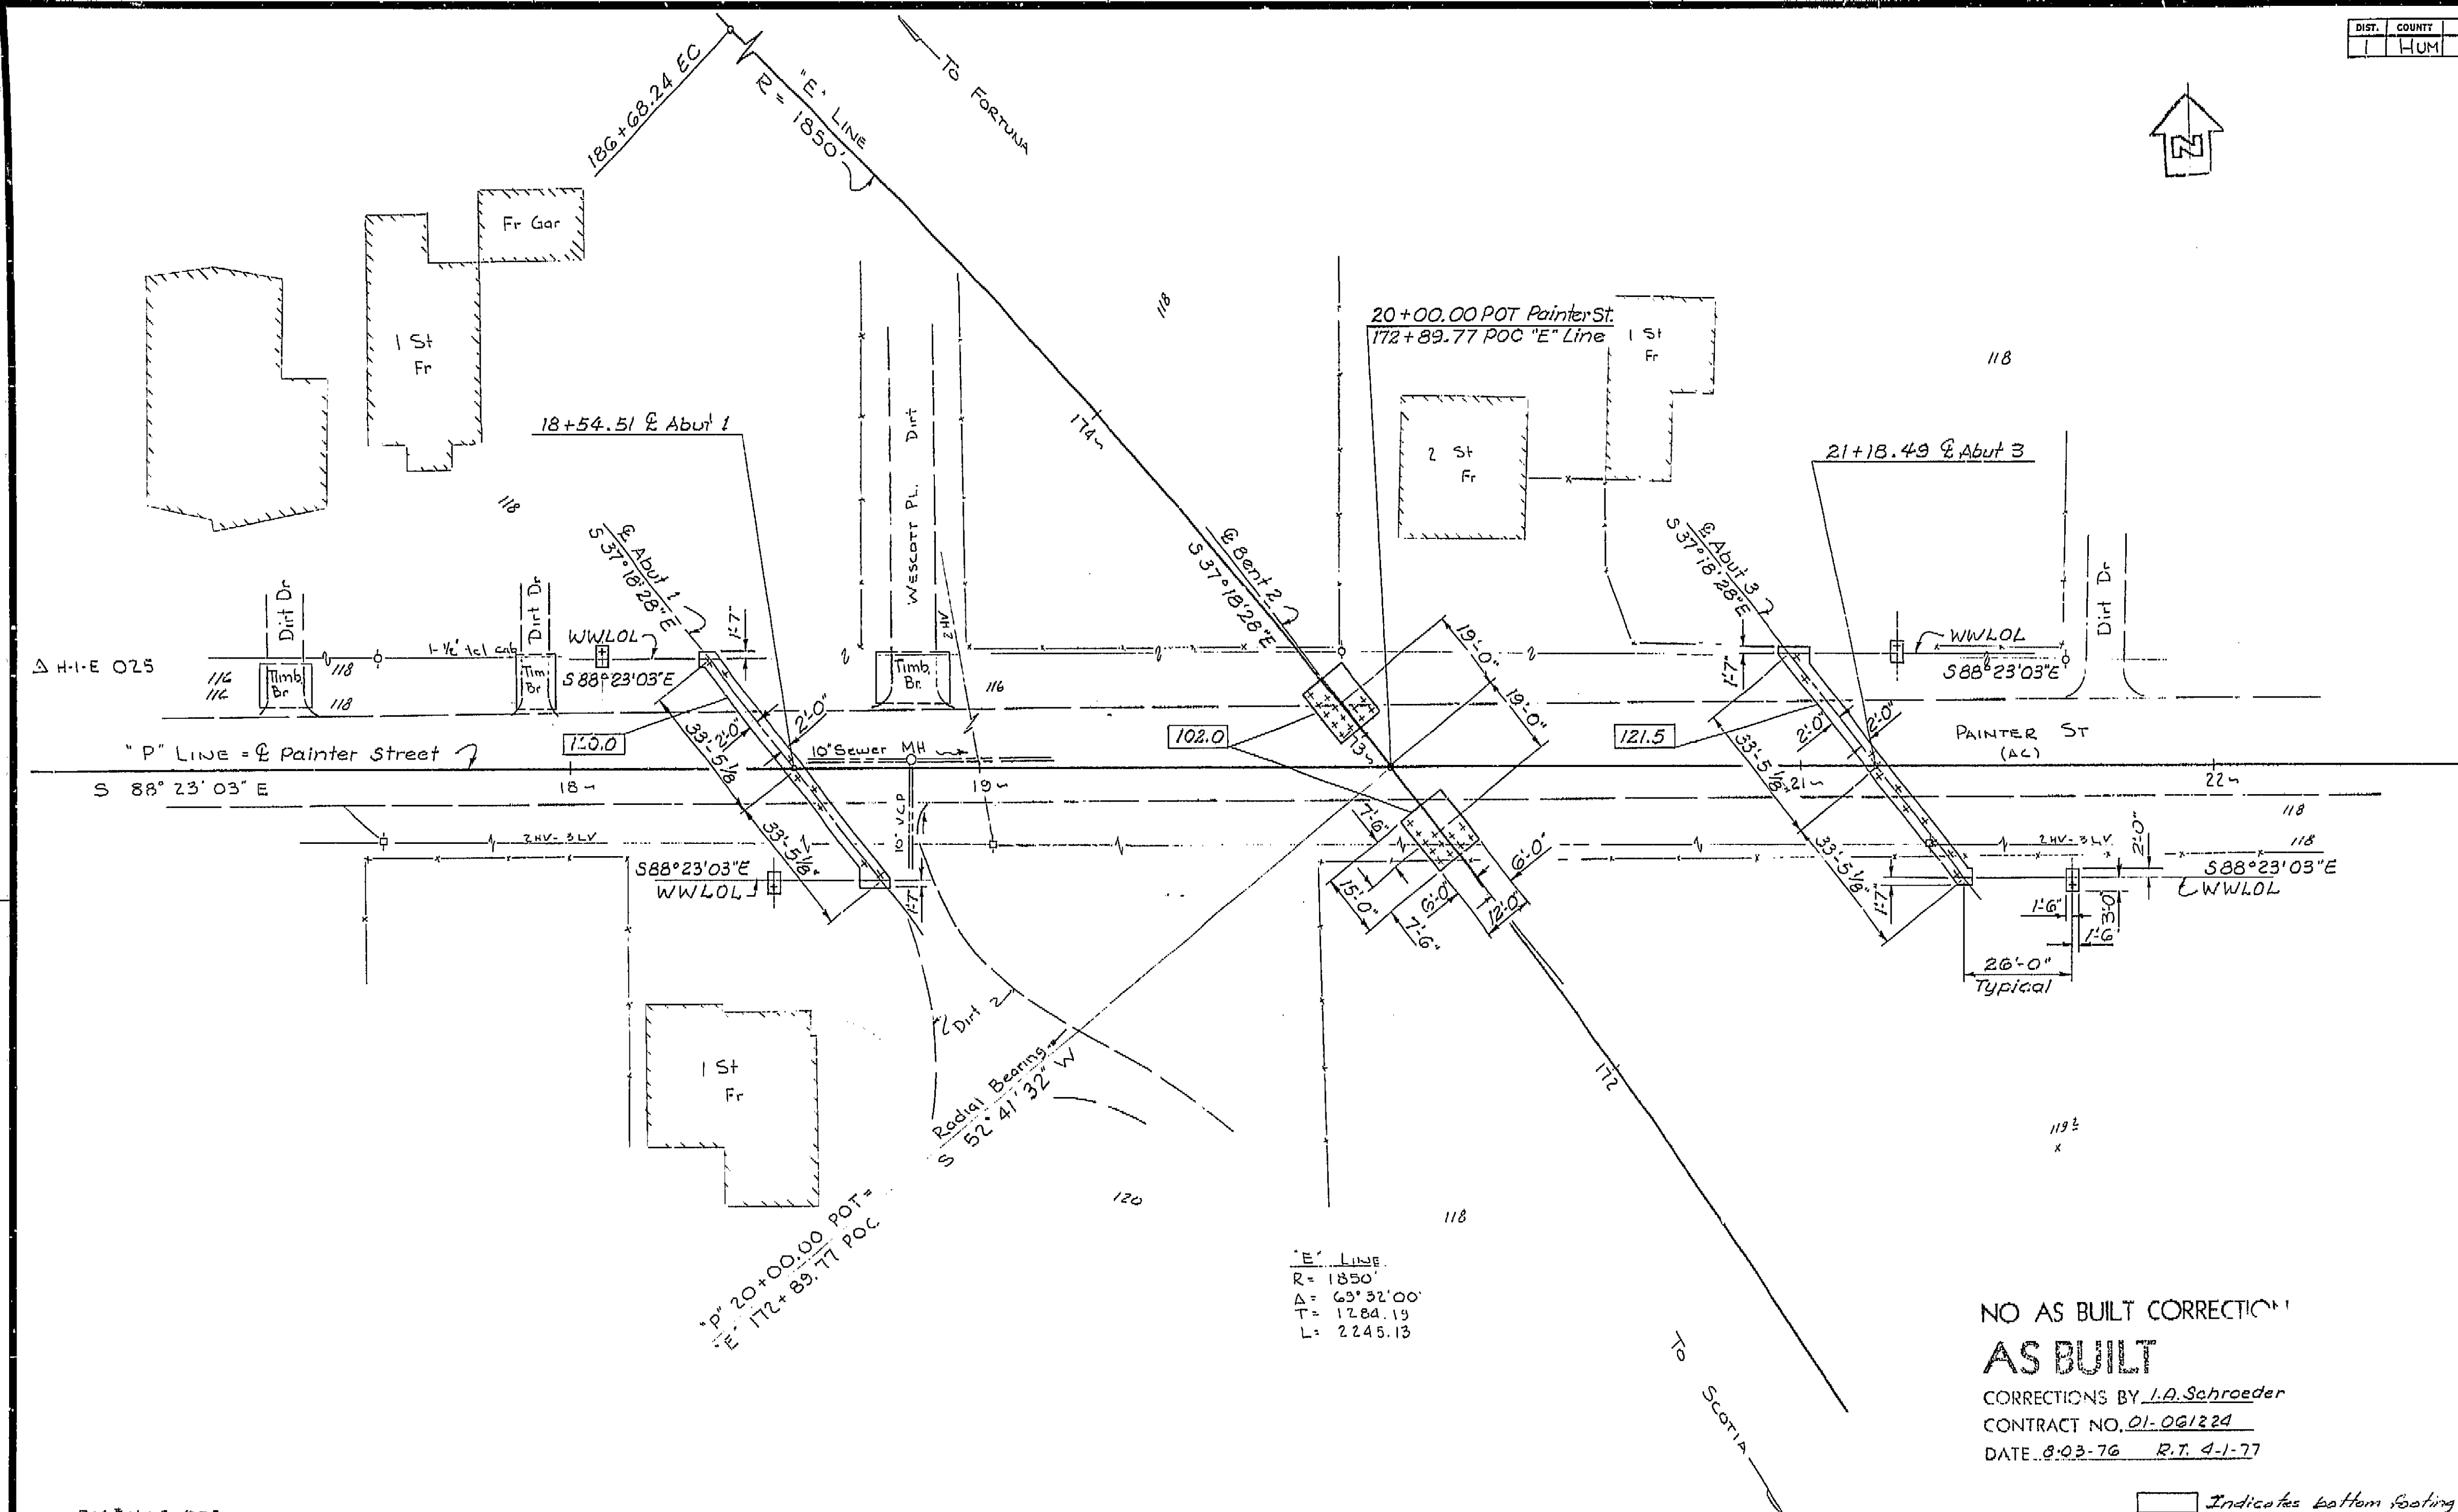 DIST. COUNTY
1 HUM
186+68.24 EC
"E" LINE
R = 1850'
TO FORTUNA
N
Fr Gar
1 St
Fr
118
20+00.00 POT Painter St.
172+89.77 POC "E" Line
1 St
Fr
118
2 St
Fr
174
18+54.51 ℄ Abut 1
WESCOTT PL. Dirt
21+18.49 ℄ Abut 3
118
℄ Abut 1
S 37°18'28"E
℄ Bent 2
S 37°18'28"E
℄ Abut 3
S 37°18'28"E
Dirt Dr
Dirt Dr
Dirt Dr
2 HV
WWLOL
1'-7"
19'-0"
19'-0"
1'-7"
WWLOL
Δ H-1-E 025
116
116
Timb. Br
118
118
Tim. Br
S88°23'03"E
Timb. Br.
116
S88°23'03"E
33'-5 1/8"
2'-0"
2'-0"
102.0
121.5
33'-5 1/8"
2'-0"
2'-0"
PAINTER ST
(AC)
"P" LINE = ℄ Painter Street
10" Sewer MH
S 88° 23' 03" E
18
19
21
22
10" V.C.P.
33'-5 1/8"
7'-6"
6'-0"
33'-5 1/8"
118
118
2HV-3LV
2HV-3LV
2'-0"
S88°23'03"E
WWLOL
1'-7"
15'-0"
7'-6"
6'-0"
12'-0"
1'-7"
S88°23'03"E
WWLOL
1'-6"
3'-0"
1'-6"
26'-0"
Typical
Dirt
1 St
Fr
Radial Bearing
S 52° 41' 32" W
172
119²
120
118
"P" 20+00.00 POT =
"E" 172+89.77 POC
"E" LINE
R= 1850'
Δ= 69°32'00"
T= 1284.19
L= 2245.13
TO SCOTIA
NO AS BUILT CORRECTION
AS BUILT
CORRECTIONS BY I.A. Schroeder
CONTRACT NO. 01-061224
DATE 8-03-76 R.T. 4-1-77
Indicates bottom footing